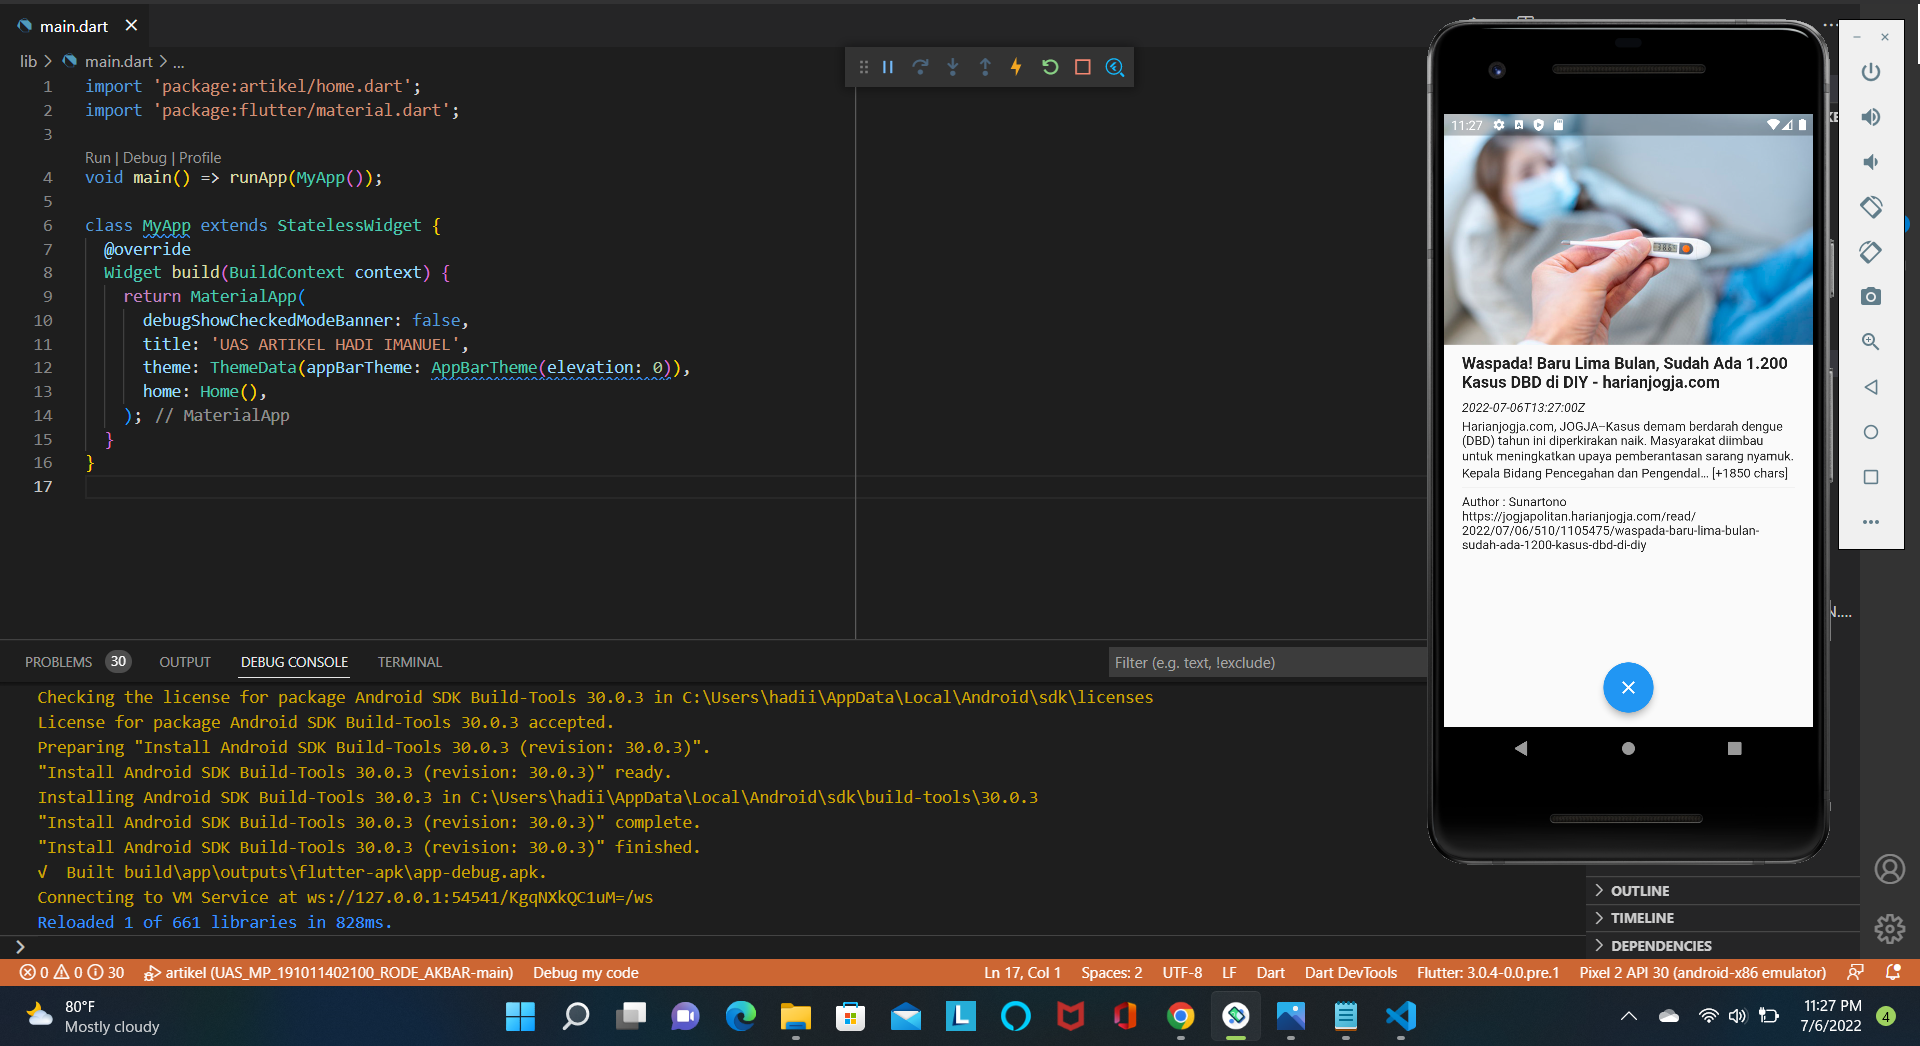 main.dart
lib > main.dart > ...
1 import 'package:artikel/home.dart';
2 import 'package:flutter/material.dart';
3
Run | Debug | Profile
4 void main() => runApp(MyApp());
5
6 class MyApp extends StatelessWidget {
7 @override
8 Widget build(BuildContext context) {
9 return MaterialApp(
10 debugShowCheckedModeBanner: false,
11 title: 'UAS ARTIKEL HADI IMANUEL',
12 theme: ThemeData(appBarTheme: AppBarTheme(elevation: 0)),
13 home: Home(),
14 ); // MaterialApp
15 }
16 }
17
11:27
Waspada! Baru Lima Bulan, Sudah Ada 1.200
Kasus DBD di DIY - harianjogja.com
2022-07-06T13:27:00Z
Harianjogja.com, JOGJA–Kasus demam berdarah dengue
(DBD) tahun ini diperkirakan naik. Masyarakat diimbau
untuk meningkatkan upaya pemberantasan sarang nyamuk.
Kepala Bidang Pencegahan dan Pengendal… [+1850 chars]
Author : Sunartono
https://jogjapolitan.harianjogja.com/read/
2022/07/06/510/1105475/waspada-baru-lima-bulan-
sudah-ada-1200-kasus-dbd-di-diy
N....
PROBLEMS 30 OUTPUT DEBUG CONSOLE TERMINAL Filter (e.g. text, !exclude)
Checking the license for package Android SDK Build-Tools 30.0.3 in C:\Users\hadii\AppData\Local\Android\sdk\licenses
License for package Android SDK Build-Tools 30.0.3 accepted.
Preparing "Install Android SDK Build-Tools 30.0.3 (revision: 30.0.3)".
"Install Android SDK Build-Tools 30.0.3 (revision: 30.0.3)" ready.
Installing Android SDK Build-Tools 30.0.3 in C:\Users\hadii\AppData\Local\Android\sdk\build-tools\30.0.3
"Install Android SDK Build-Tools 30.0.3 (revision: 30.0.3)" complete.
"Install Android SDK Build-Tools 30.0.3 (revision: 30.0.3)" finished.
√ Built build\app\outputs\flutter-apk\app-debug.apk.
Connecting to VM Service at ws://127.0.0.1:54541/KgqNXkQC1uM=/ws
Reloaded 1 of 661 libraries in 828ms.
OUTLINE
TIMELINE
DEPENDENCIES
0 0 30 artikel (UAS_MP_191011402100_RODE_AKBAR-main) Debug my code Ln 17, Col 1 Spaces: 2 UTF-8 LF Dart Dart DevTools Flutter: 3.0.4-0.0.pre.1 Pixel 2 API 30 (android-x86 emulator)
80°F
Mostly cloudy
11:27 PM
7/6/2022
4